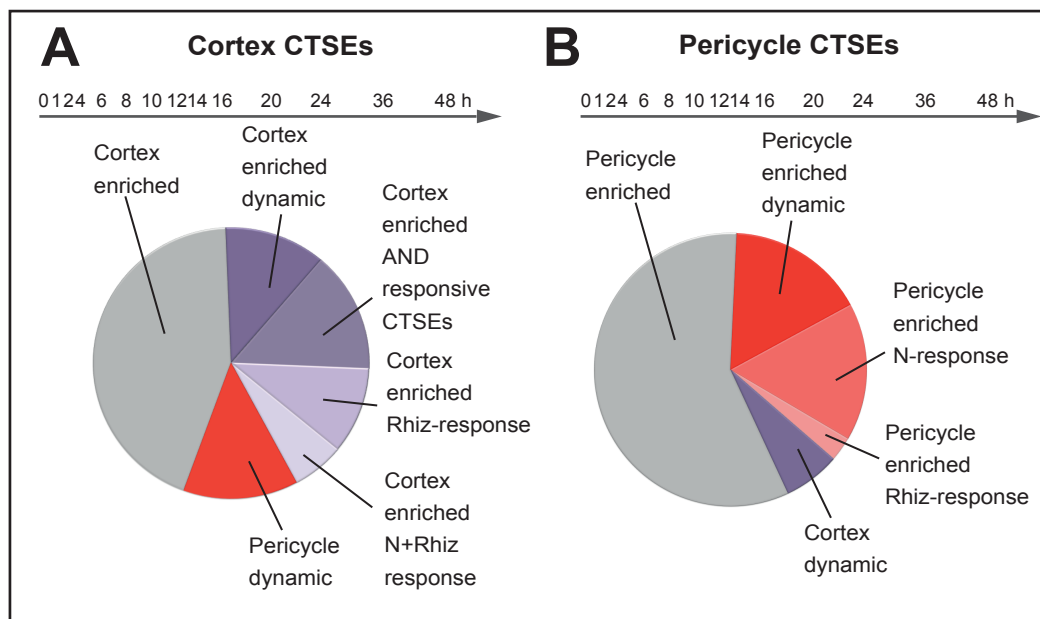 A
Cortex CTSEs
0 1 2 4 6 8 10 12 14 16 20 24 36 48 h
Cortex
enriched
Cortex
enriched
dynamic
Cortex
enriched
AND
responsive
CTSEs
Cortex
enriched
Rhiz-response
Cortex
enriched
N+Rhiz
response
Pericycle
dynamic
B
Pericycle CTSEs
0 1 2 4 6 8 10 12 14 16 20 24 36 48 h
Pericycle
enriched
Pericycle
enriched
dynamic
Pericycle
enriched
N-response
Pericycle
enriched
Rhiz-response
Cortex
dynamic